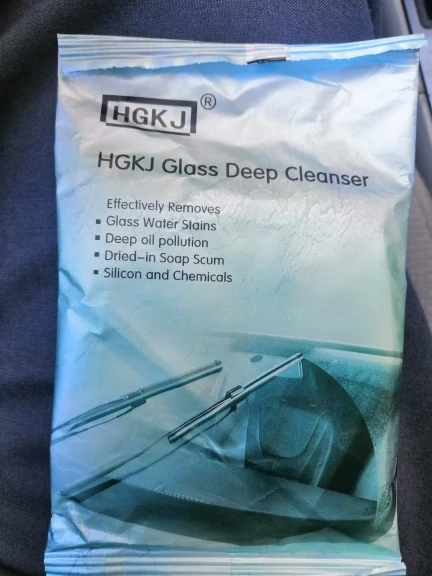 HGKJ®
HGKJ Glass Deep Cleanser
Effectively Removes
▪ Glass Water Stains
▪ Deep oil pollution
▪ Dried-in Soap Scum
▪ Silicon and Chemicals